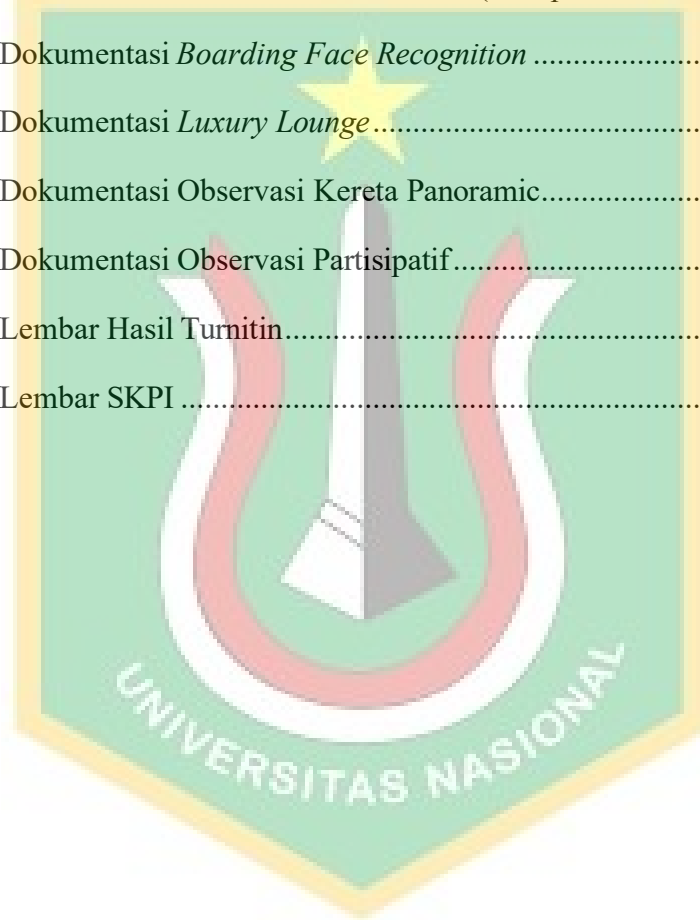 Dokumentasi Boarding Face Recognition ....................
Dokumentasi Luxury Lounge ........................................
Dokumentasi Observasi Kereta Panoramic....................
Dokumentasi Observasi Partisipatif ...............................
Lembar Hasil Turnitin....................................................
Lembar SKPI .................................................................
UNIVERSITAS NASIONAL